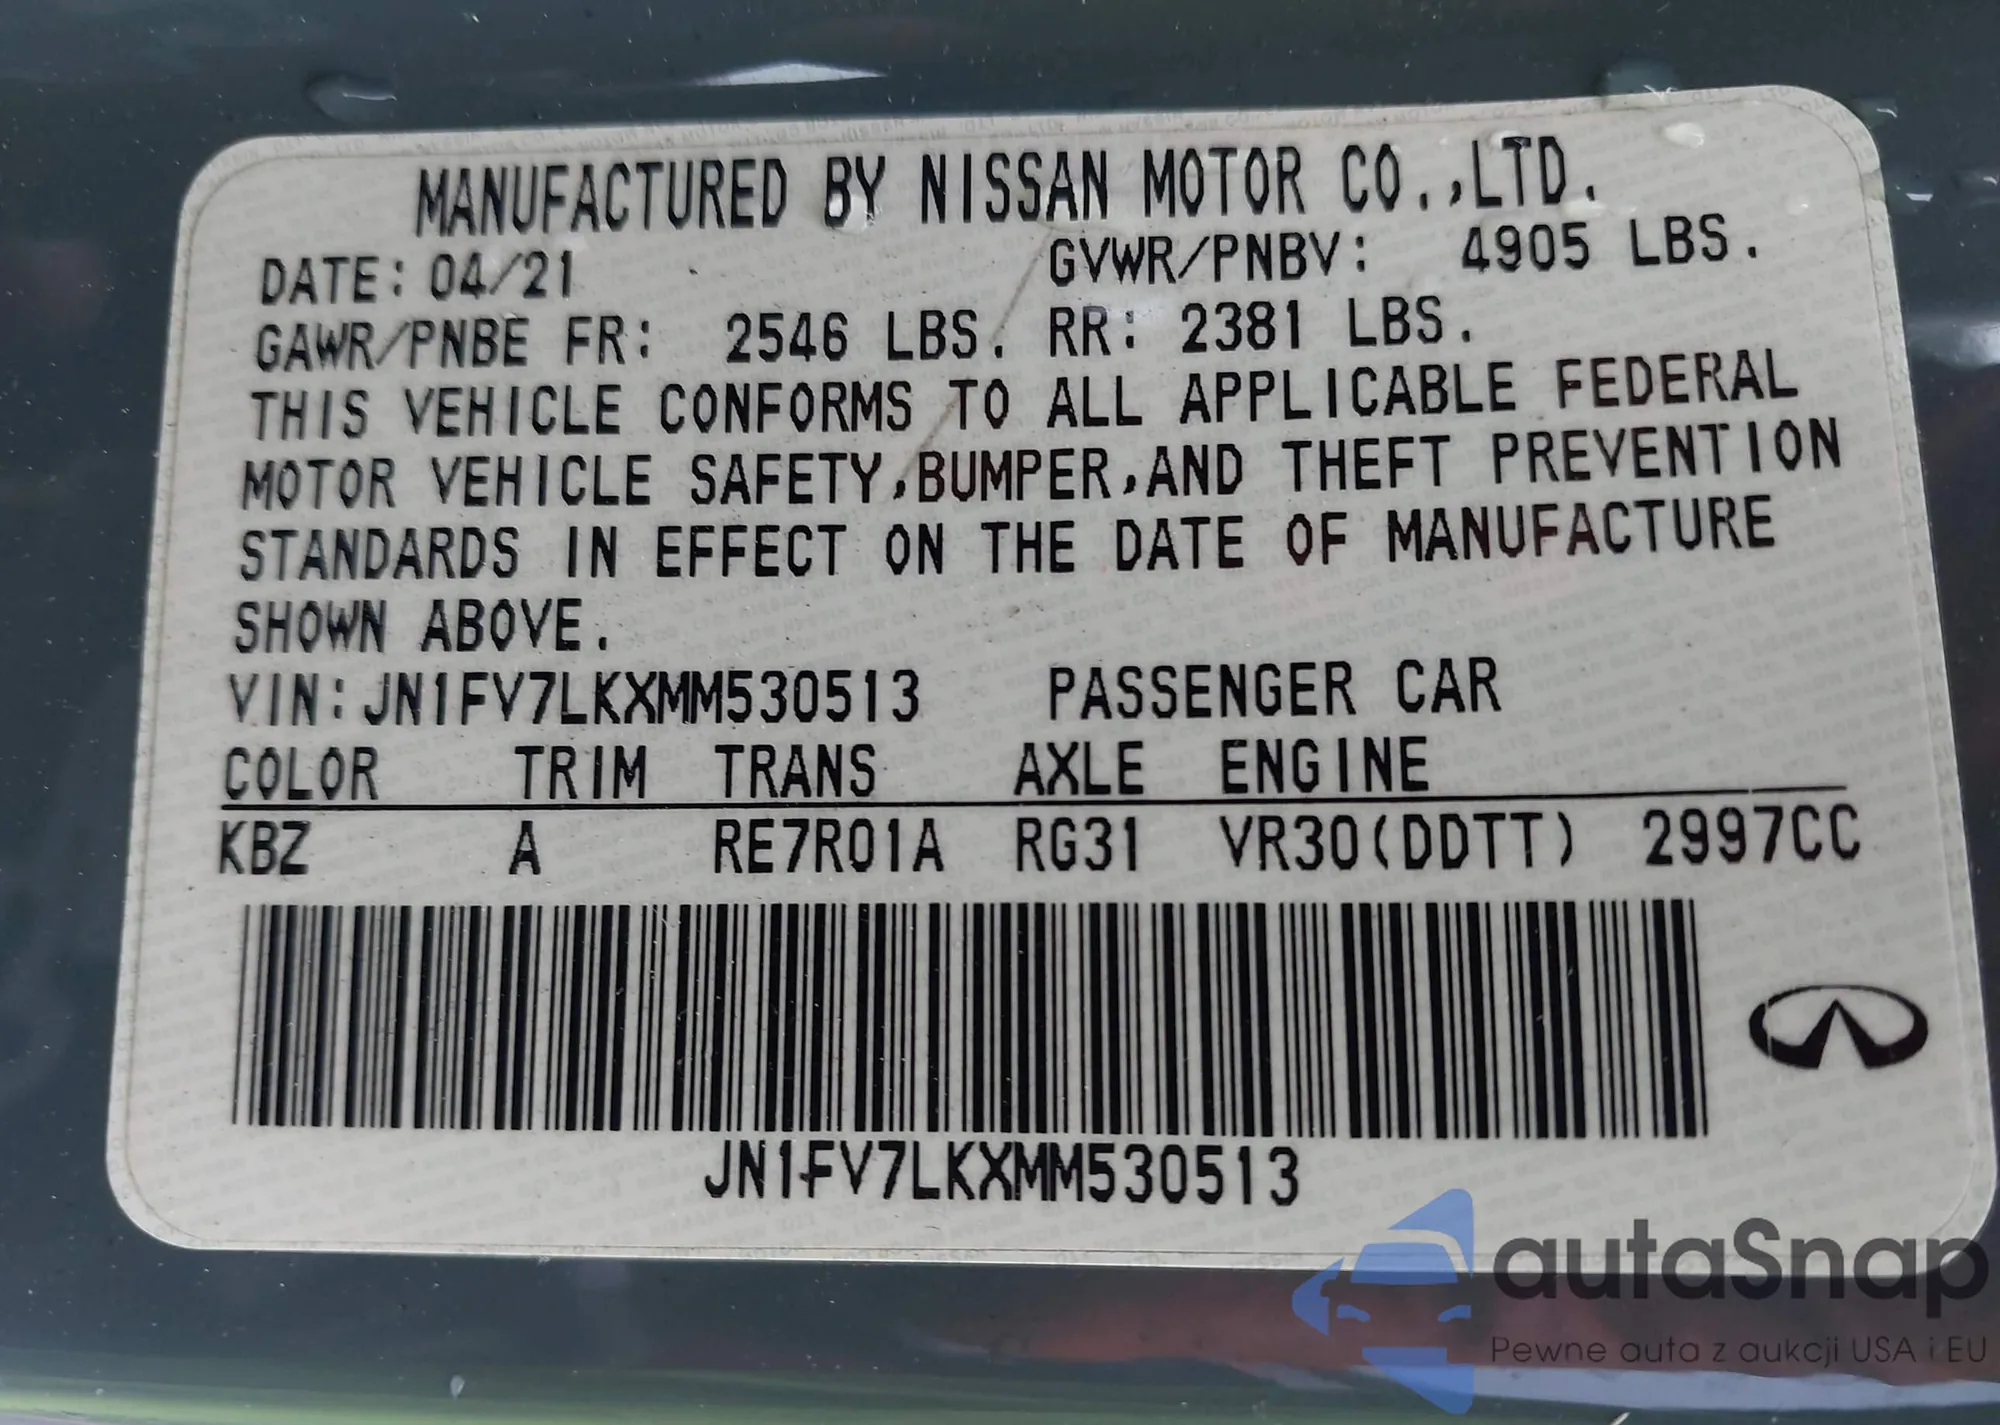 MANUFACTURED BY NISSAN MOTOR CO.,LTD.
DATE: 04/21 GVWR/PNBV: 4905 LBS.
GAWR/PNBE FR: 2546 LBS. RR: 2381 LBS.
THIS VEHICLE CONFORMS TO ALL APPLICABLE FEDERAL
MOTOR VEHICLE SAFETY,BUMPER,AND THEFT PREVENTION
STANDARDS IN EFFECT ON THE DATE OF MANUFACTURE
SHOWN ABOVE.
VIN:JN1FV7LKXMM530513 PASSENGER CAR
COLOR TRIM TRANS AXLE ENGINE
KBZ A RE7R01A RG31 VR30(DDTT) 2997CC
JN1FV7LKXMM530513
autaSnap
Pewne auta z aukcji USA i EU